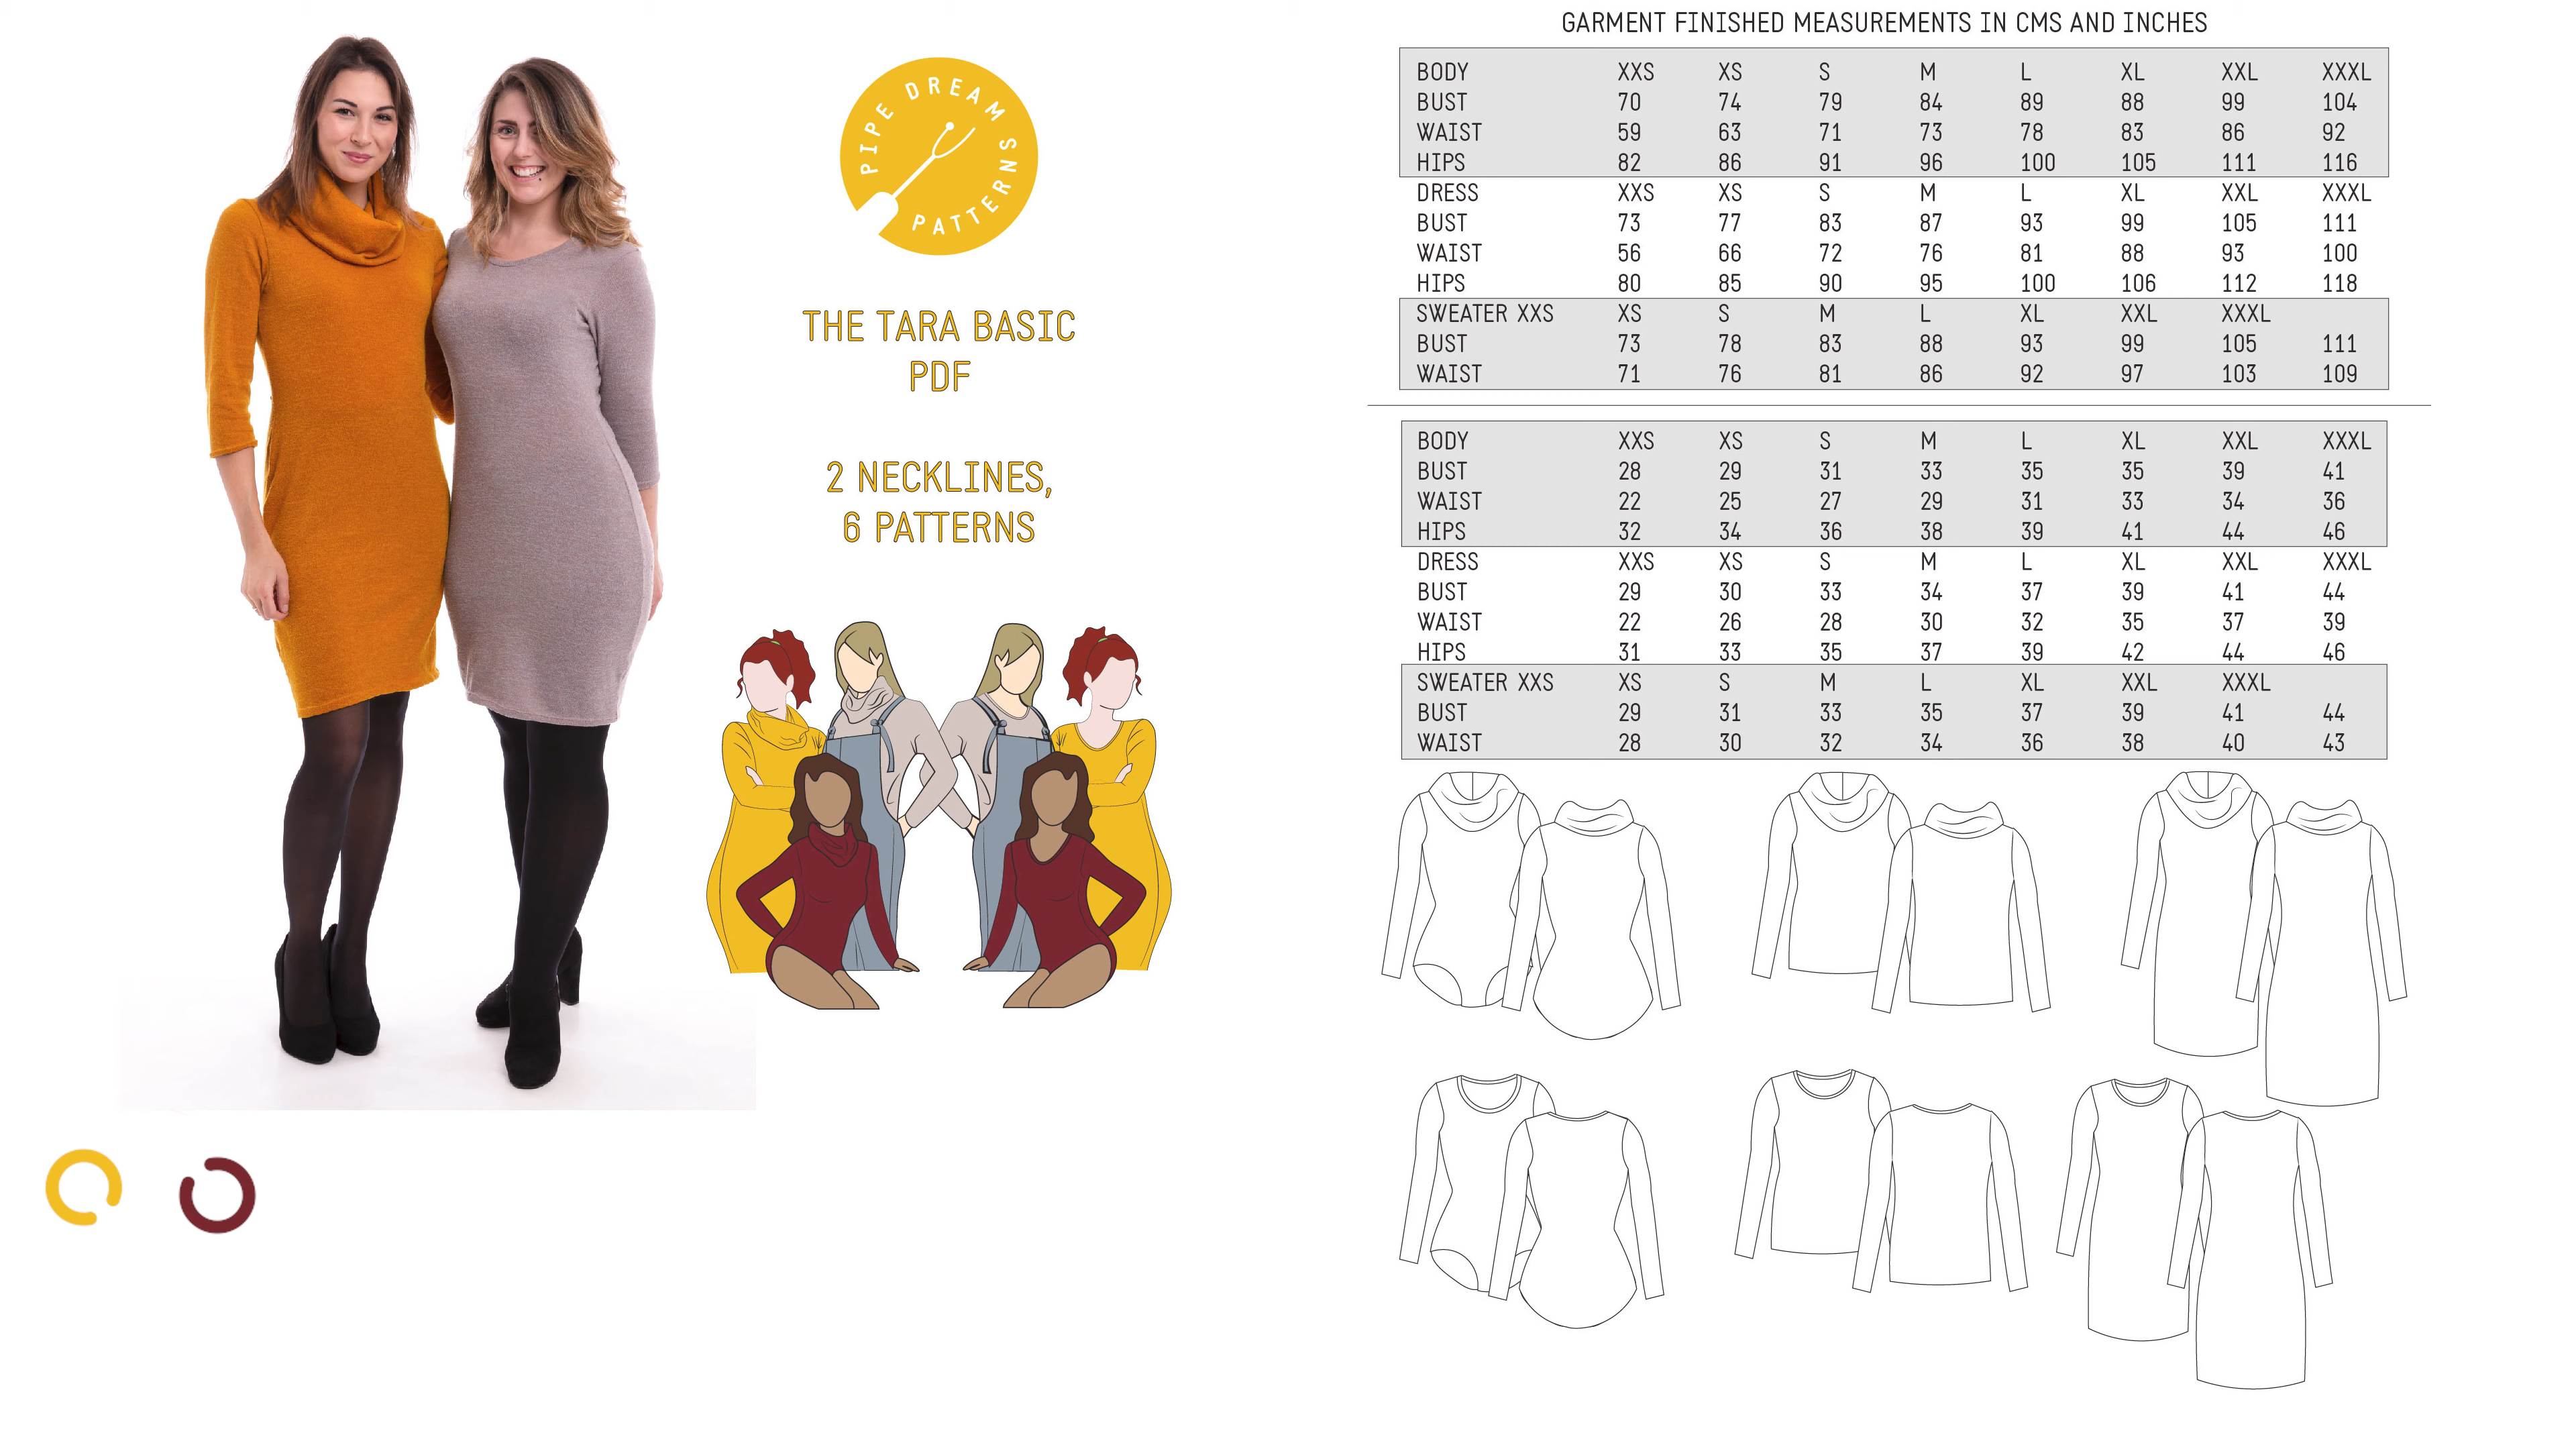 PIPE DREAM PATTERNS
THE TARA BASIC
PDF
2 NECKLINES,
6 PATTERNS
GARMENT FINISHED MEASUREMENTS IN CMS AND INCHES
BODY XXS XS S M L XL XXL XXXL
BUST 70 74 79 84 89 88 99 104
WAIST 59 63 71 73 78 83 86 92
HIPS 82 86 91 96 100 105 111 116
DRESS XXS XS S M L XL XXL XXXL
BUST 73 77 83 87 93 99 105 111
WAIST 56 66 72 76 81 88 93 100
HIPS 80 85 90 95 100 106 112 118
SWEATER XXS XS S M L XL XXL XXXL
BUST 73 78 83 88 93 99 105 111
WAIST 71 76 81 86 92 97 103 109
BODY XXS XS S M L XL XXL XXXL
BUST 28 29 31 33 35 35 39 41
WAIST 22 25 27 29 31 33 34 36
HIPS 32 34 36 38 39 41 44 46
DRESS XXS XS S M L XL XXL XXXL
BUST 29 30 33 34 37 39 41 44
WAIST 22 26 28 30 32 35 37 39
HIPS 31 33 35 37 39 42 44 46
SWEATER XXS XS S M L XL XXL XXXL
BUST 29 31 33 35 37 39 41 44
WAIST 28 30 32 34 36 38 40 43